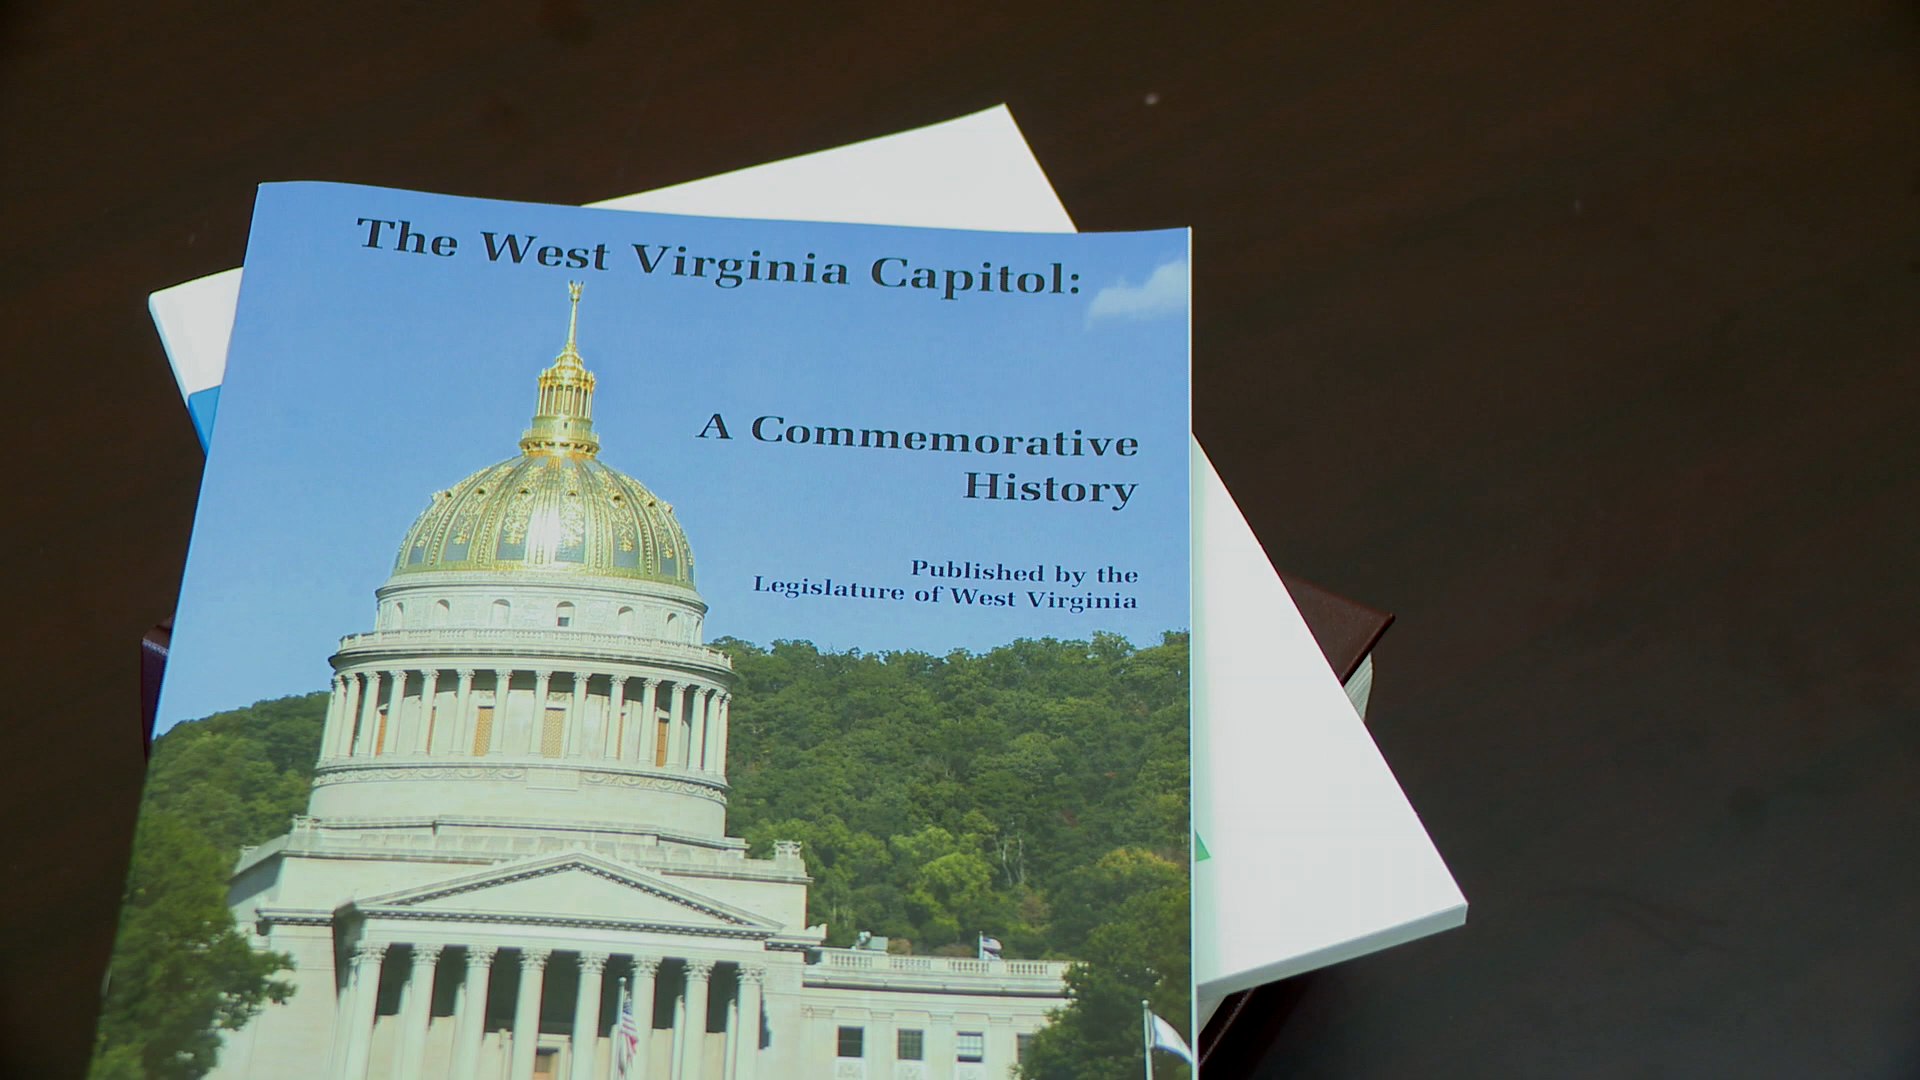 The West Virginia Capitol:
A Commemorative
History
Published by the
Legislature of West Virginia